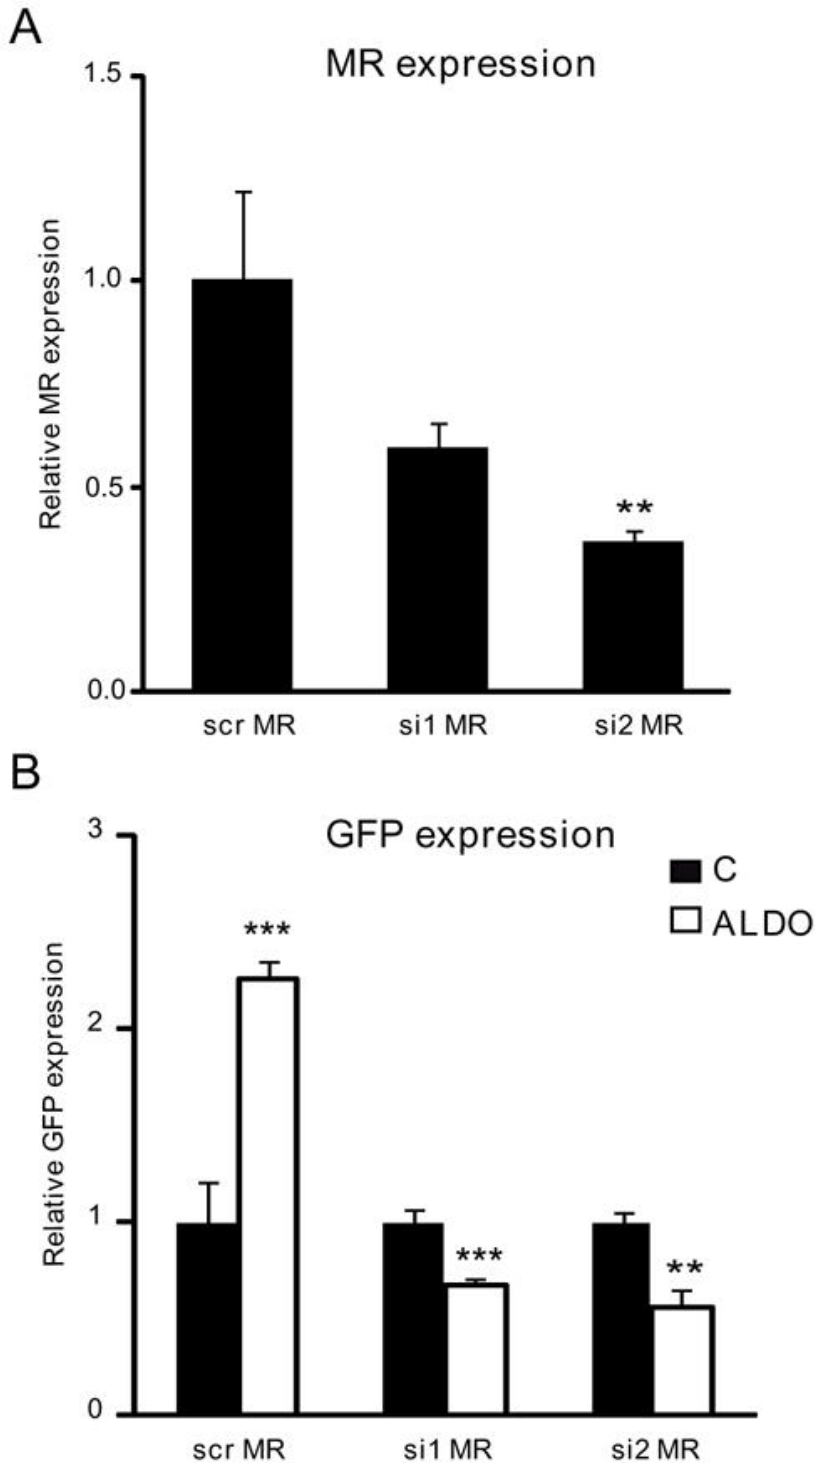 A
MR expression
1.5
1.0
0.5
0.0
Relative MR expression
**
scr MR
si1 MR
si2 MR
B
GFP expression
C
ALDO
3
2
1
0
Relative GFP expression
***
***
**
scr MR
si1 MR
si2 MR